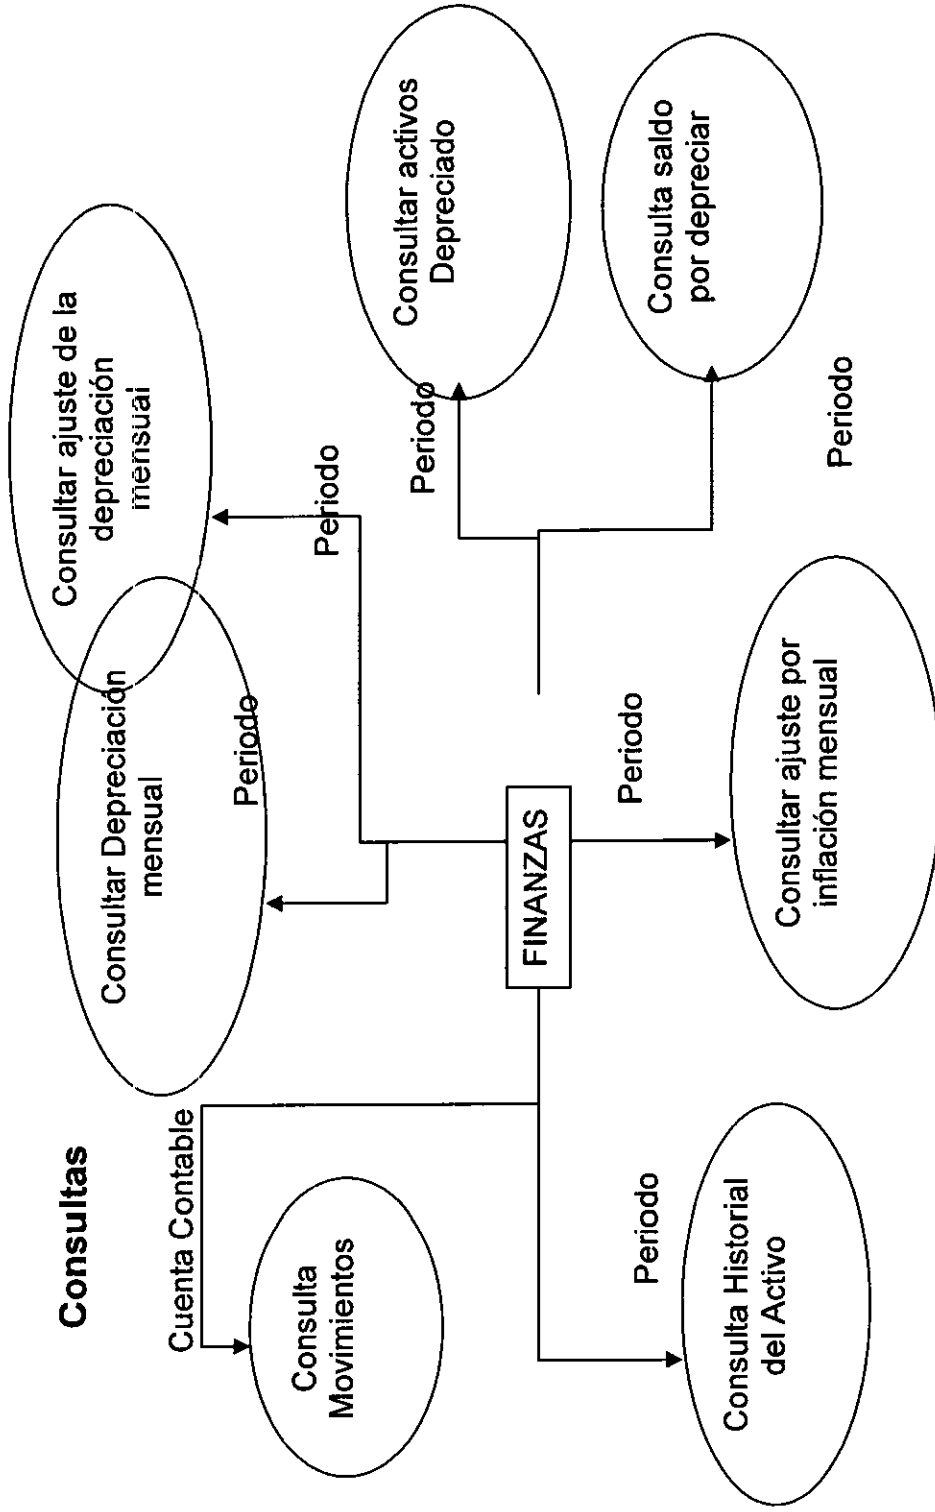 Consultas
Cuenta Contable
Consulta
Movimientos
Consultar Depreciación
mensual
Periodo
Consultar ajuste de la
depreciación
mensual
Periodo
Consultar activos
Depreciado
Periodo
Consulta saldo
por depreciar
Periodo
FINANZAS
Periodo
Consultar ajuste por
inflación mensual
Periodo
Consulta Historial
del Activo